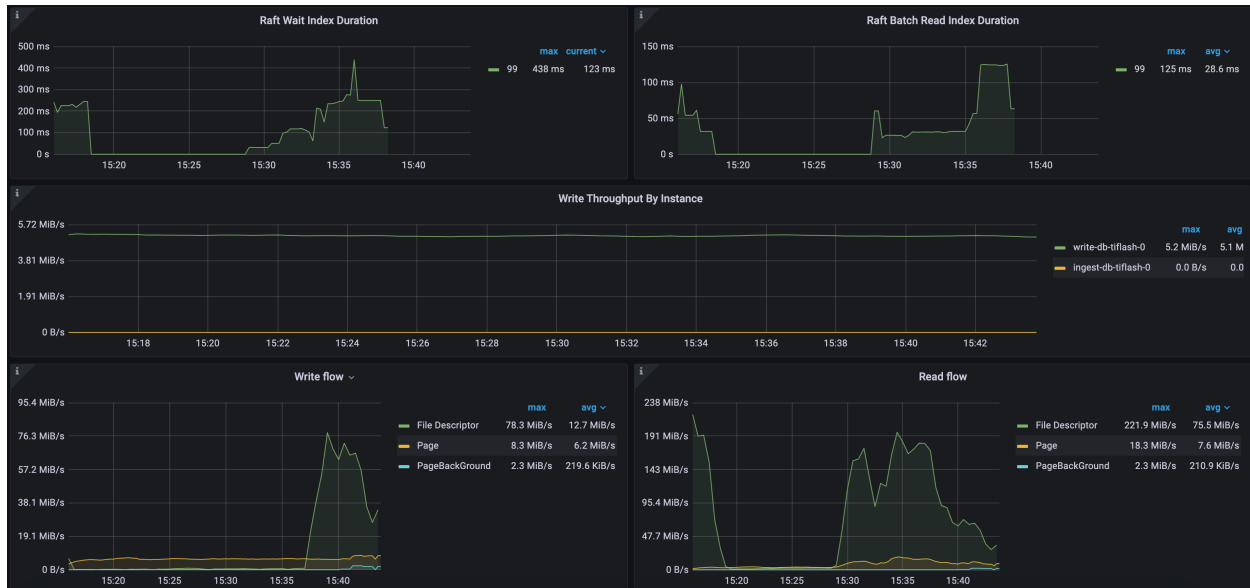 Raft Wait Index Duration
500 ms
400 ms
300 ms
200 ms
100 ms
0 s
15:20 15:25 15:30 15:35 15:40
max current
99 438 ms 123 ms
Raft Batch Read Index Duration
150 ms
100 ms
50 ms
0 s
15:20 15:25 15:30 15:35 15:40
max avg
99 125 ms 28.6 ms
Write Throughput By Instance
5.72 MiB/s
3.81 MiB/s
1.91 MiB/s
0 B/s
15:18 15:20 15:22 15:24 15:26 15:28 15:30 15:32 15:34 15:36 15:38 15:40 15:42
max avg
write-db-tiflash-0 5.2 MiB/s 5.1 M
ingest-db-tiflash-0 0.0 B/s 0.0
Write flow
95.4 MiB/s
76.3 MiB/s
57.2 MiB/s
38.1 MiB/s
19.1 MiB/s
0 B/s
15:20 15:25 15:30 15:35 15:40
max avg
File Descriptor 78.3 MiB/s 12.7 MiB/s
Page 8.3 MiB/s 6.2 MiB/s
PageBackGround 2.3 MiB/s 219.6 KiB/s
Read flow
238 MiB/s
191 MiB/s
143 MiB/s
95.4 MiB/s
47.7 MiB/s
0 B/s
15:20 15:25 15:30 15:35 15:40
max avg
File Descriptor 221.9 MiB/s 75.5 MiB/s
Page 18.3 MiB/s 7.6 MiB/s
PageBackGround 2.3 MiB/s 210.9 KiB/s